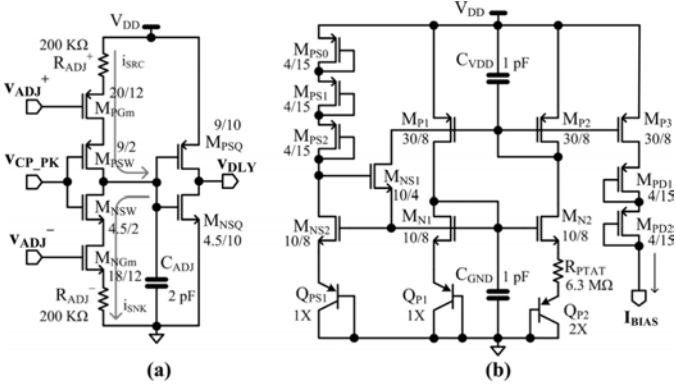 V_DD
200 KΩ
R_ADJ^+
i_SRC
v_ADJ^+
20/12
M_PGm
9/2
M_PSW
9/10
M_PSQ
v_CP_PK
v_DLY
M_NSW
4.5/2
M_NSQ
4.5/10
v_ADJ^-
M_NGm
18/12
C_ADJ
2 pF
R_ADJ^-
200 KΩ
i_SNK
(a)
V_DD
M_PS0
4/15
C_VDD 1 pF
M_PS1
4/15
M_PS2
4/15
M_P1
30/8
M_P2
30/8
M_P3
30/8
M_NS1
10/4
M_PD1
4/15
M_NS2
10/8
M_N1
10/8
M_N2
10/8
M_PD2
4/15
C_GND 1 pF
R_PTAT
6.3 MΩ
Q_PS1
1X
Q_P1
1X
Q_P2
2X
I_BIAS
(b)